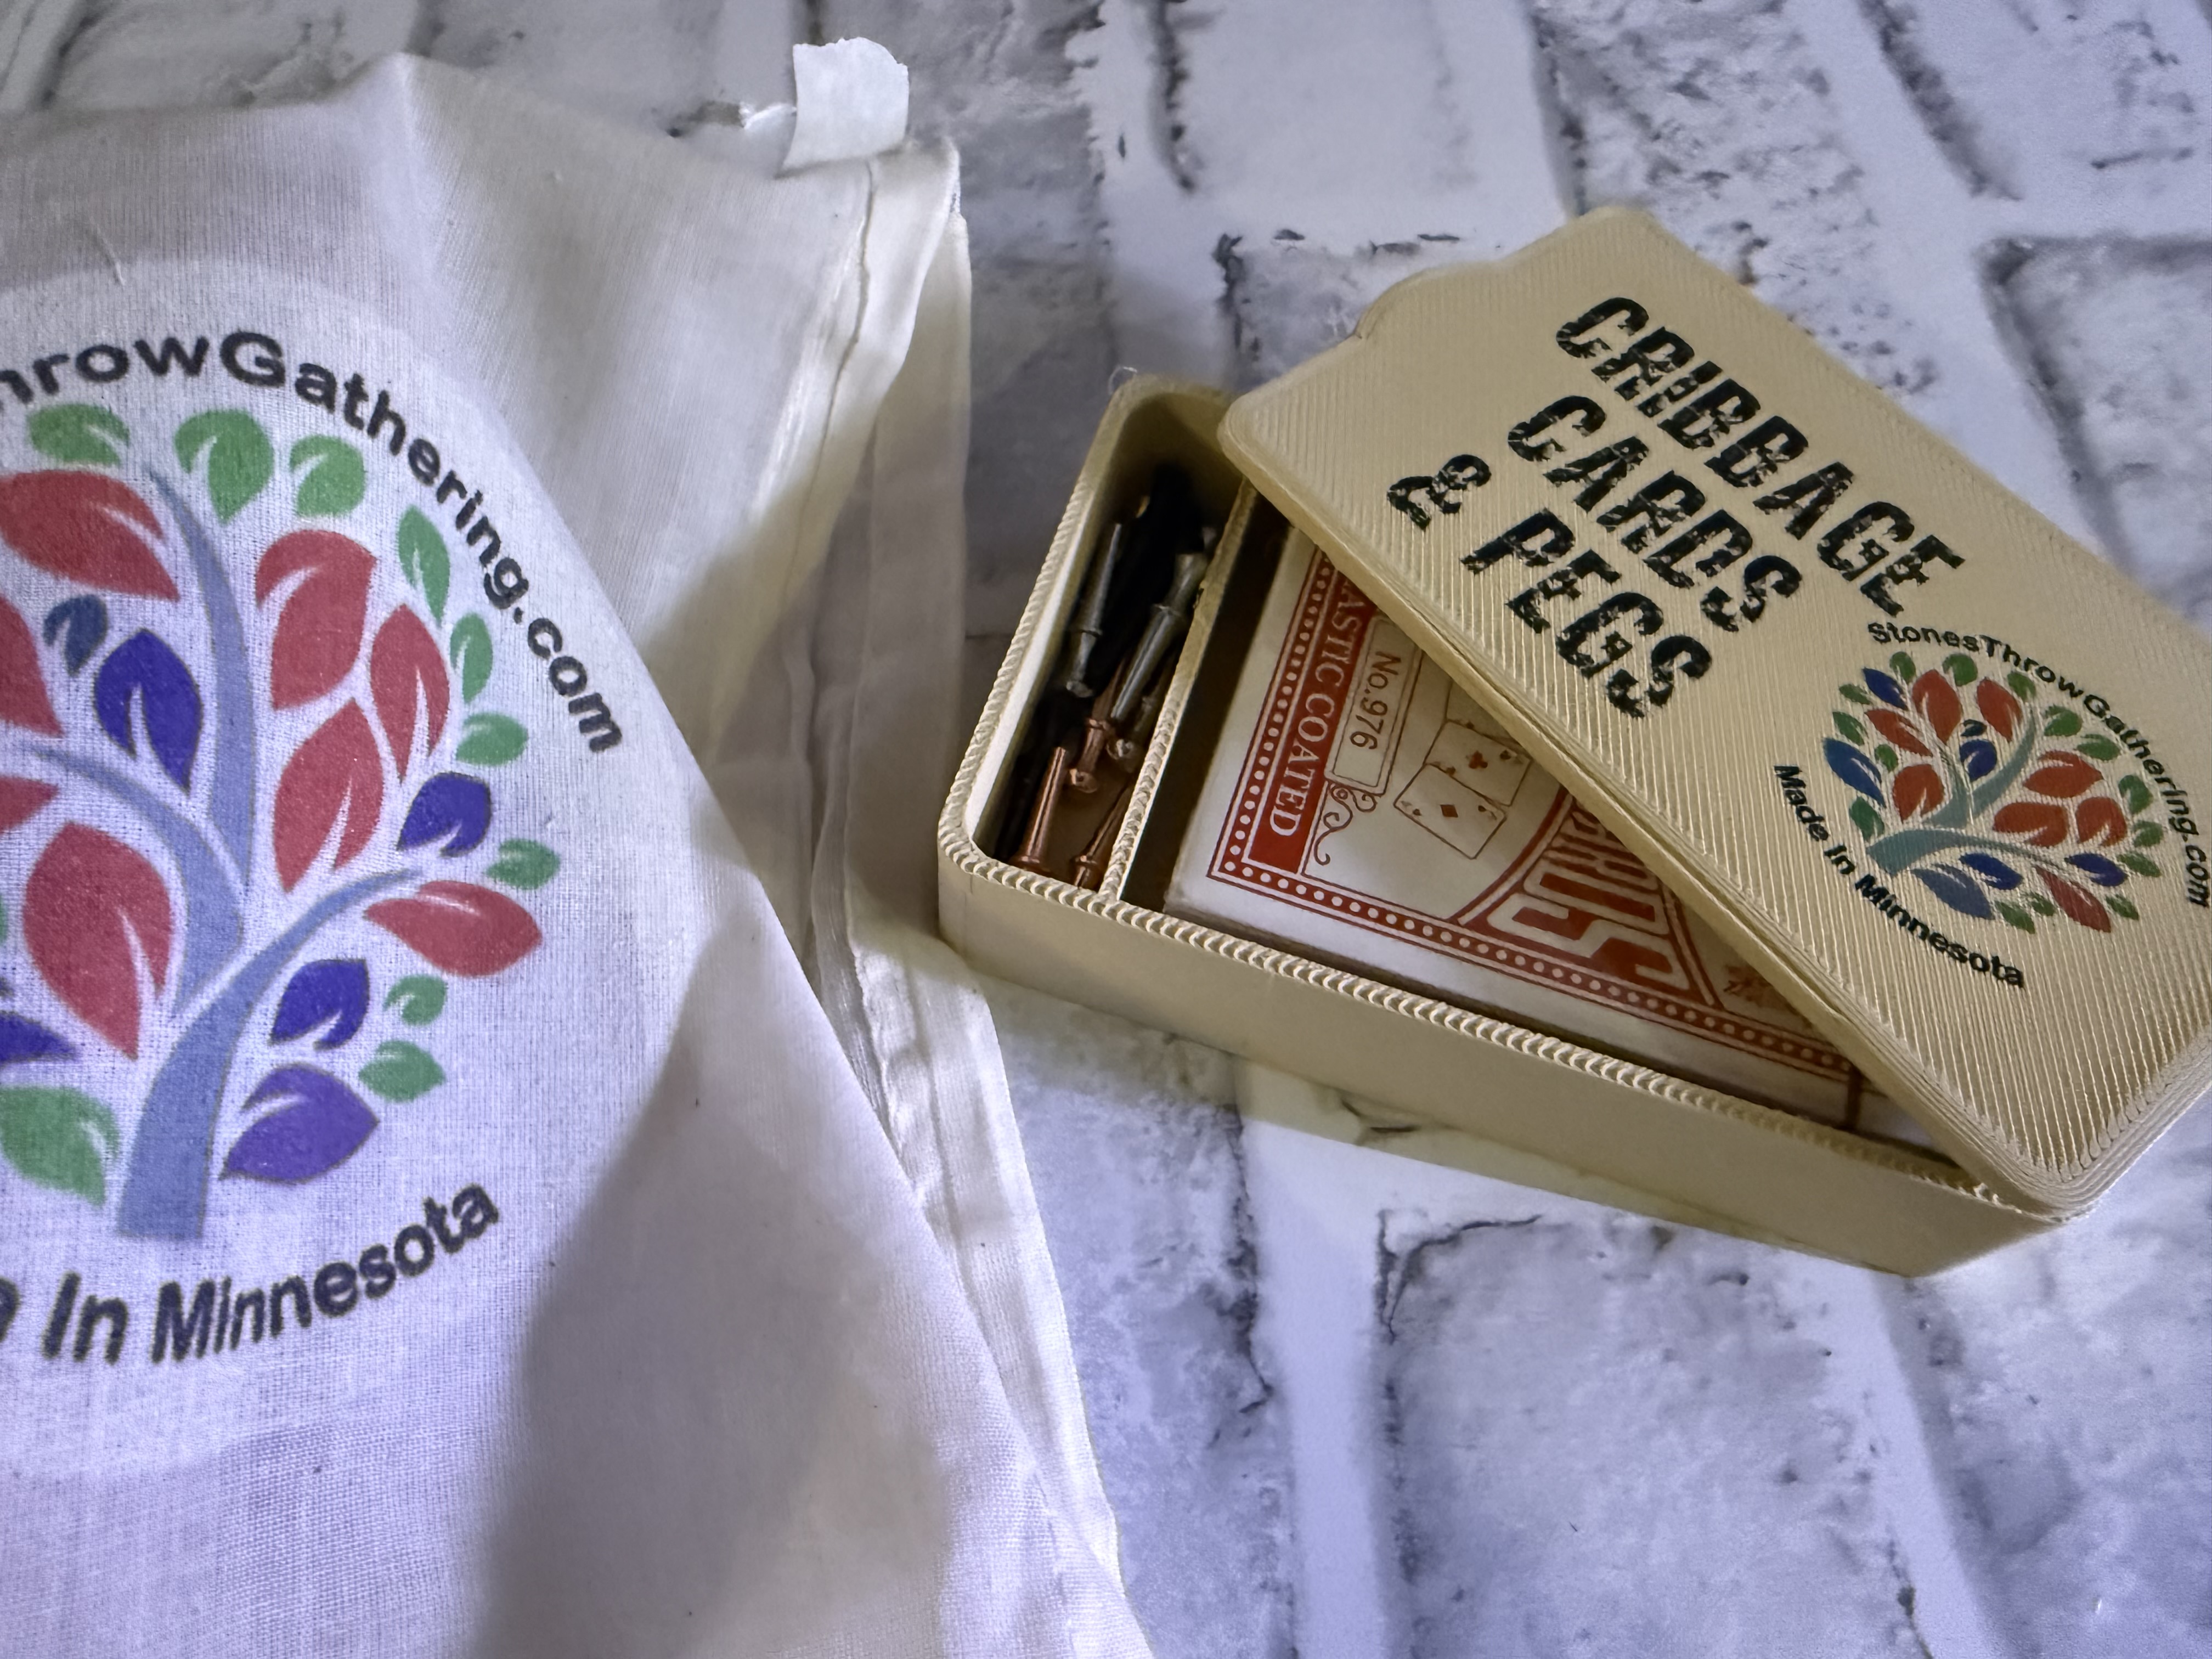 hrowGathering.com
In Minnesota
CRIBBAGE
CARDS
& PEGS
StonesThrowGathering.com
Made In Minnesota
ASTIC COATED
No.976